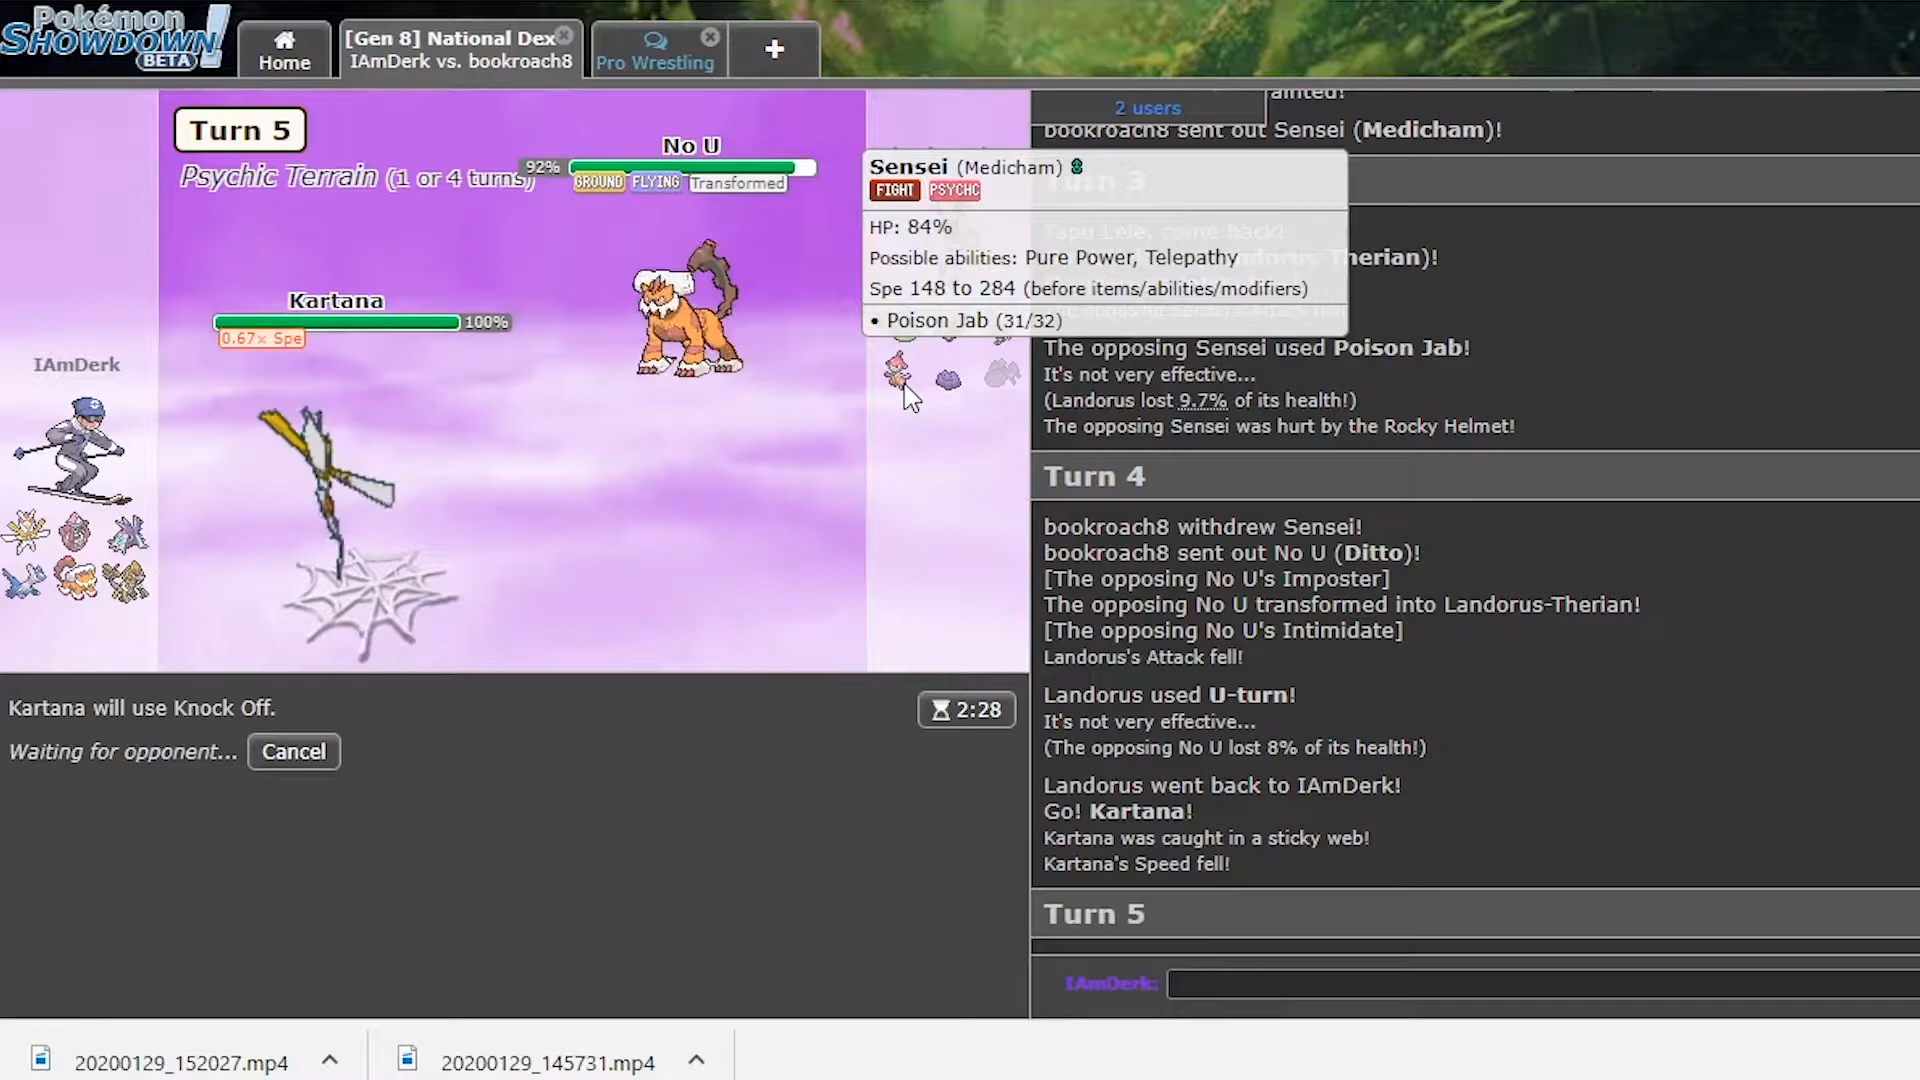 Pokémon
SHOWDOWN!
BETA
Home
[Gen 8] National Dex
IAmDerk vs. bookroach8
Pro Wrestling
+
Turn 5
Psychic Terrain (1 or 4 turns)
No U
92%
GROUND FLYING Transformed
Kartana
100%
0.67× Spe
IAmDerk
Sensei (Medicham)
FIGHT PSYCHC
HP: 84%
Possible abilities: Pure Power, Telepathy
Spe 148 to 284 (before items/abilities/modifiers)
• Poison Jab (31/32)
Kartana will use Knock Off.
2:28
Waiting for opponent... Cancel
2 users
bookroach8 sent out Sensei (Medicham)!
Turn 3
Tapu Lele, come back!
The opposing Sensei used Poison Jab!
It's not very effective...
(Landorus lost 9.7% of its health!)
The opposing Sensei was hurt by the Rocky Helmet!
Turn 4
bookroach8 withdrew Sensei!
bookroach8 sent out No U (Ditto)!
[The opposing No U's Imposter]
The opposing No U transformed into Landorus-Therian!
[The opposing No U's Intimidate]
Landorus's Attack fell!
Landorus used U-turn!
It's not very effective...
(The opposing No U lost 8% of its health!)
Landorus went back to IAmDerk!
Go! Kartana!
Kartana was caught in a sticky web!
Kartana's Speed fell!
Turn 5
IAmDerk:
20200129_152027.mp4
20200129_145731.mp4